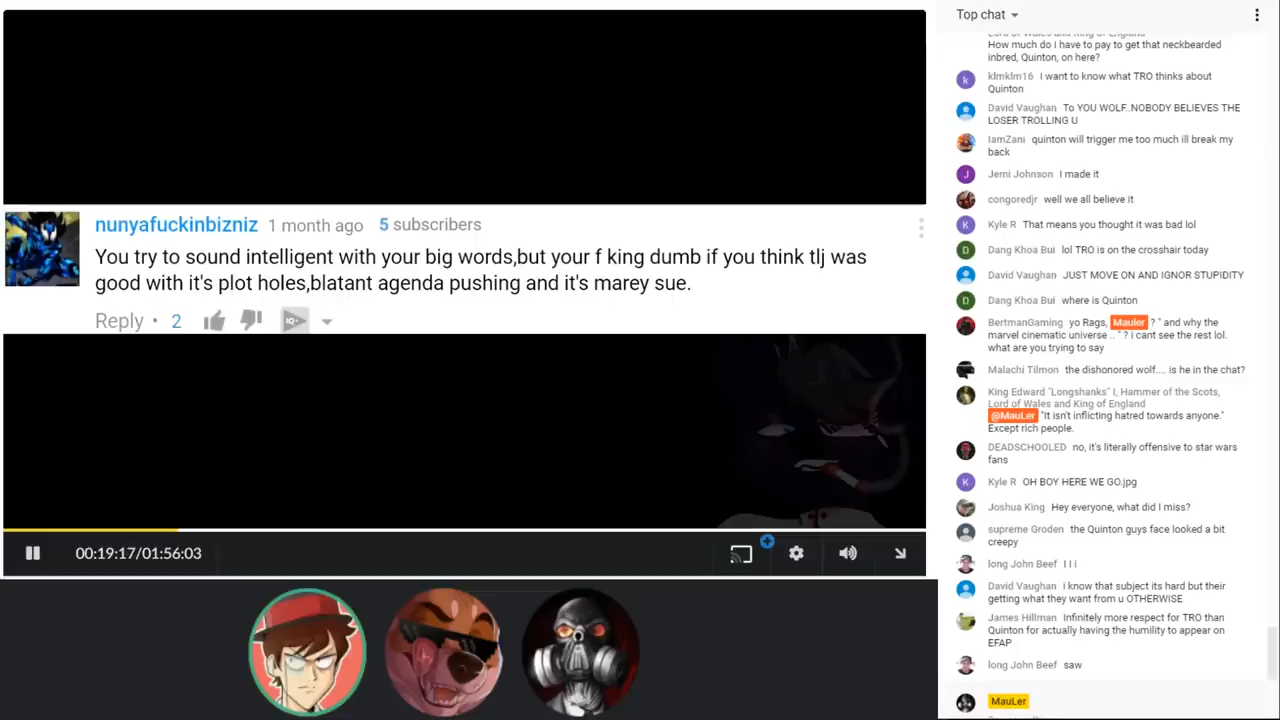 Top chat
Lord of Wales and King of England
How much do I have to pay to get that neckbearded
inbred, Quinton, on here?
klmklm16 I want to know what TRO thinks about
Quinton
David Vaughan To YOU WOLF..NOBODY BELIEVES THE
LOSER TROLLING U
IamZani quinton will trigger me too much ill break my
back
Jemi Johnson I made it
congoredjr well we all believe it
Kyle R That means you thought it was bad lol
Dang Khoa Bui lol TRO is on the crosshair today
David Vaughan JUST MOVE ON AND IGNOR STUPIDITY
Dang Khoa Bui where is Quinton
BertmanGaming yo Rags, Mauler ? " and why the
marvel cinematic universe .. " ? i cant see the rest lol.
what are you trying to say
Malachi Tilmon the dishonored wolf.... is he in the chat?
King Edward "Longshanks" I, Hammer of the Scots,
Lord of Wales and King of England
@MauLer "It isn't inflicting hatred towards anyone."
Except rich people.
DEADSCHOOLED no, it's literally offensive to star wars
fans
Kyle R OH BOY HERE WE GO.jpg
Joshua King Hey everyone, what did I miss?
supreme Groden the Quinton guys face looked a bit
creepy
long John Beef I I i
David Vaughan i know that subject its hard but their
getting what they want from u OTHERWISE
James Hillman Infinitely more respect for TRO than
Quinton for actually having the humility to appear on
EFAP
long John Beef saw
MauLer
nunyafuckinbizniz 1 month ago 5 subscribers
You try to sound intelligent with your big words,but your f king dumb if you think tlj was
good with it's plot holes,blatant agenda pushing and it's marey sue.
Reply • 2
00:19:17/01:56:03